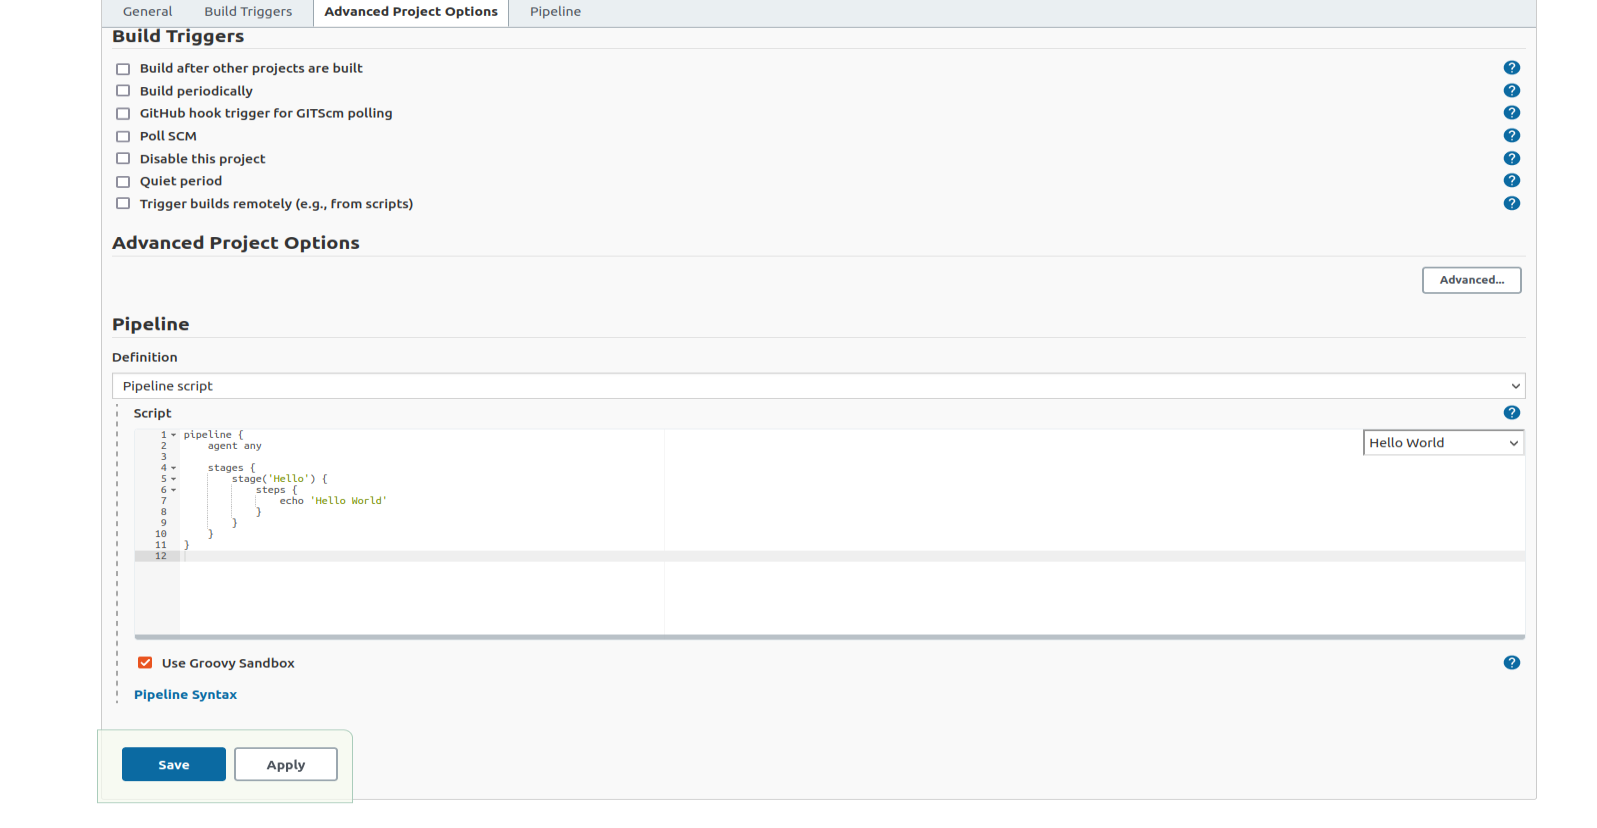 General Build Triggers Advanced Project Options Pipeline
Build Triggers
Build after other projects are built
Build periodically
GitHub hook trigger for GITScm polling
Poll SCM
Disable this project
Quiet period
Trigger builds remotely (e.g., from scripts)
Advanced Project Options
Advanced...
Pipeline
Definition
Pipeline script
Script
Hello World
1 pipeline {
2     agent any
3
4     stages {
5         stage('Hello') {
6             steps {
7                 echo 'Hello World'
8             }
9         }
10     }
11 }
12
Use Groovy Sandbox
Pipeline Syntax
Save Apply